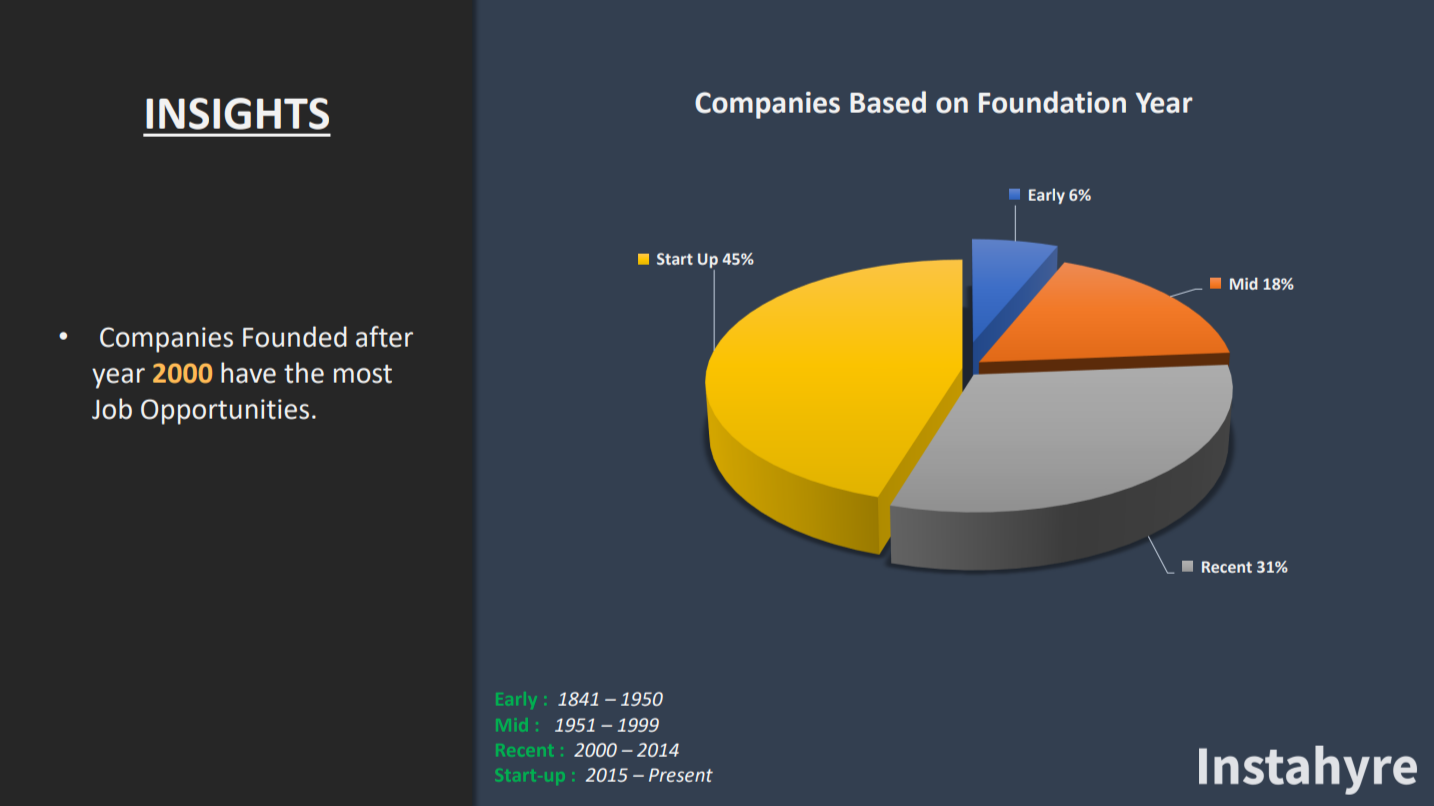 INSIGHTS
• Companies Founded after
year 2000 have the most
Job Opportunities.
Companies Based on Foundation Year
Early 6%
Start Up 45%
Mid 18%
Recent 31%
Early : 1841 – 1950
Mid : 1951 – 1999
Recent : 2000 – 2014
Start-up : 2015 – Present
Instahyre